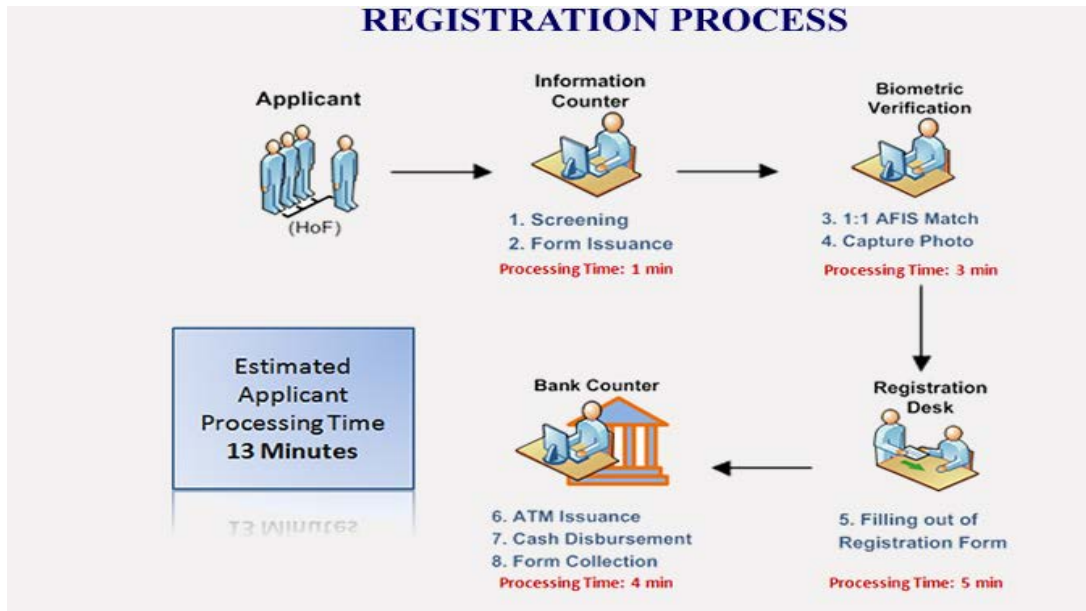 REGISTRATION PROCESS
Applicant
(HoF)
Information
Counter
1. Screening
2. Form Issuance
Processing Time: 1 min
Biometric
Verification
3. 1:1 AFIS Match
4. Capture Photo
Processing Time: 3 min
Registration
Desk
5. Filling out of
Registration Form
Processing Time: 5 min
Bank Counter
6. ATM Issuance
7. Cash Disbursement
8. Form Collection
Processing Time: 4 min
Estimated
Applicant
Processing Time
13 Minutes